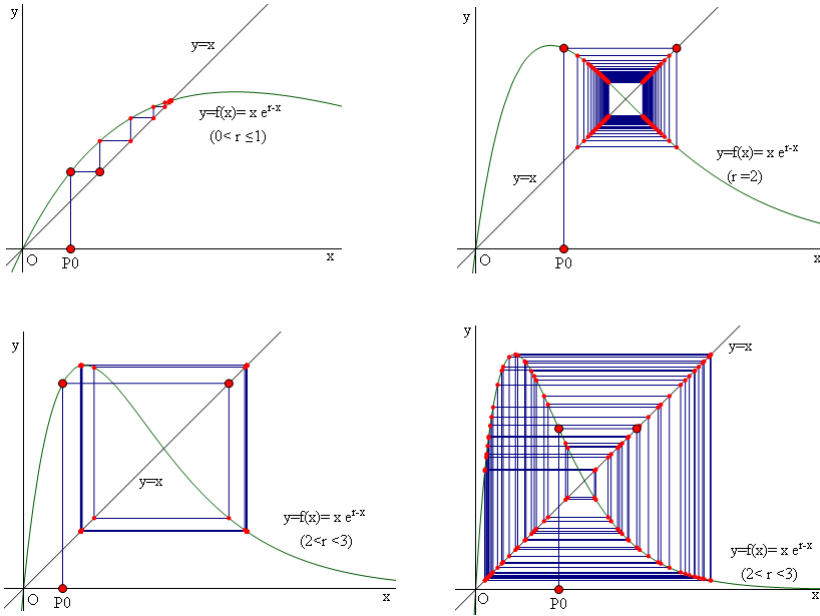 y
y=x
y=f(x)= x e^r-x
(0< r ≤1)
O
P0
x
y
y=f(x)= x e^r-x
(r =2)
y=x
O
P0
x
y
y=x
y=f(x)= x e^r-x
(2<r <3)
O
P0
x
y
y=x
y=f(x)= x e^r-x
(2< r <3)
O
P0
x